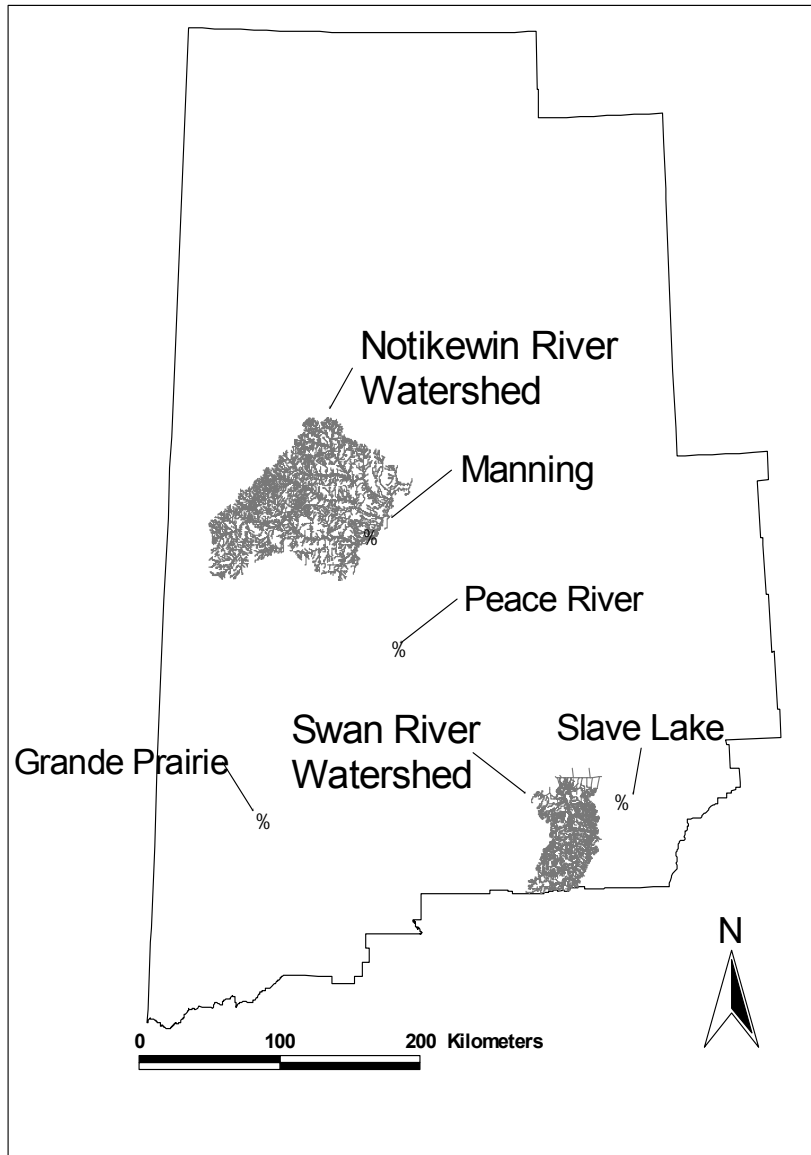 Notikewin River
Watershed
Manning
%
Peace River
%
Swan River
Watershed
Slave Lake
Grande Prairie
%
%
N
0 100 200 Kilometers